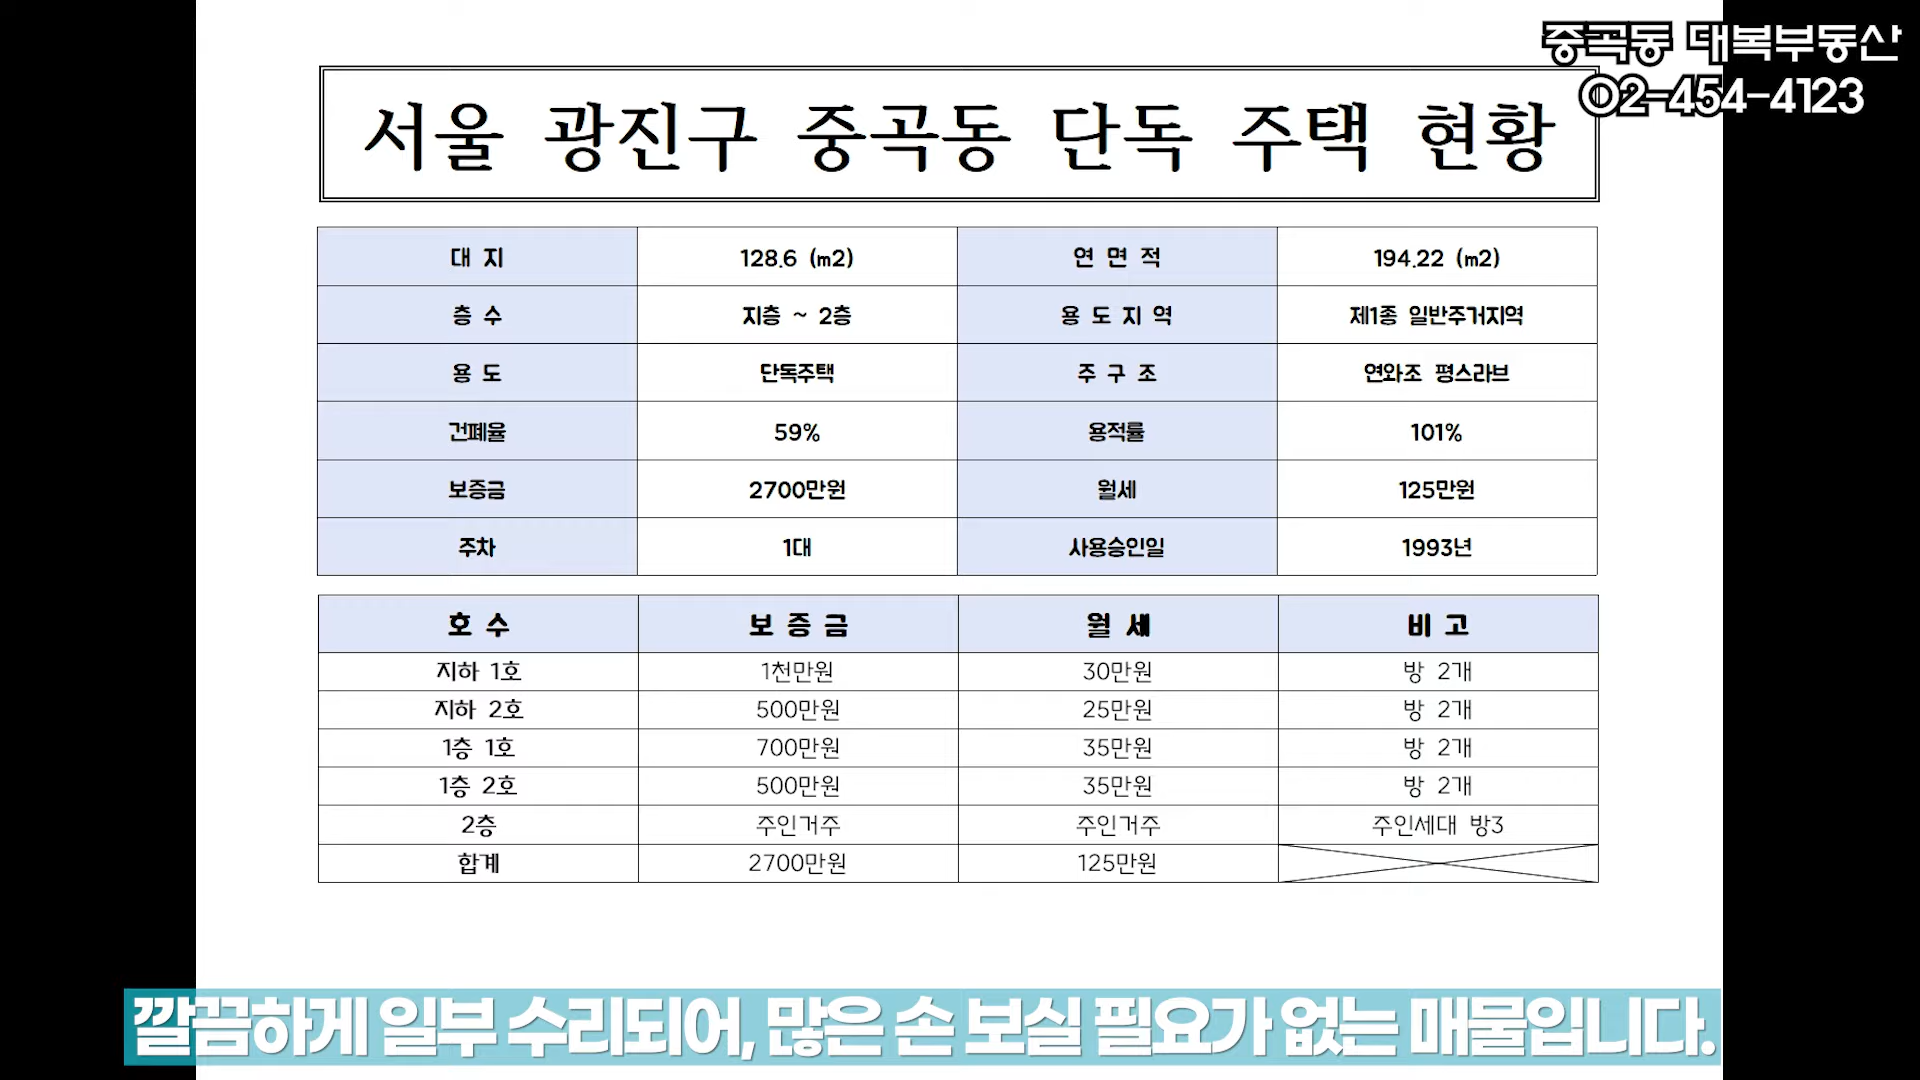 중곡동 대복부동산
02-454-4123
서울 광진구 중곡동 단독 주택 현황
대 지 128.6 (m2) 연 면 적 194.22 (m2)
층 수 지층 ~ 2층 용 도 지 역 제1종 일반주거지역
용 도 단독주택 주 구 조 연와조 평스라브
건폐율 59% 용적률 101%
보증금 2700만원 월세 125만원
주차 1대 사용승인일 1993년
호 수 보 증 금 월 세 비 고
지하 1호 1천만원 30만원 방 2개
지하 2호 500만원 25만원 방 2개
1층 1호 700만원 35만원 방 2개
1층 2호 500만원 35만원 방 2개
2층 주인거주 주인거주 주인세대 방3
합계 2700만원 125만원
깔끔하게 일부 수리되어, 많은 손 보실 필요가 없는 매물입니다.